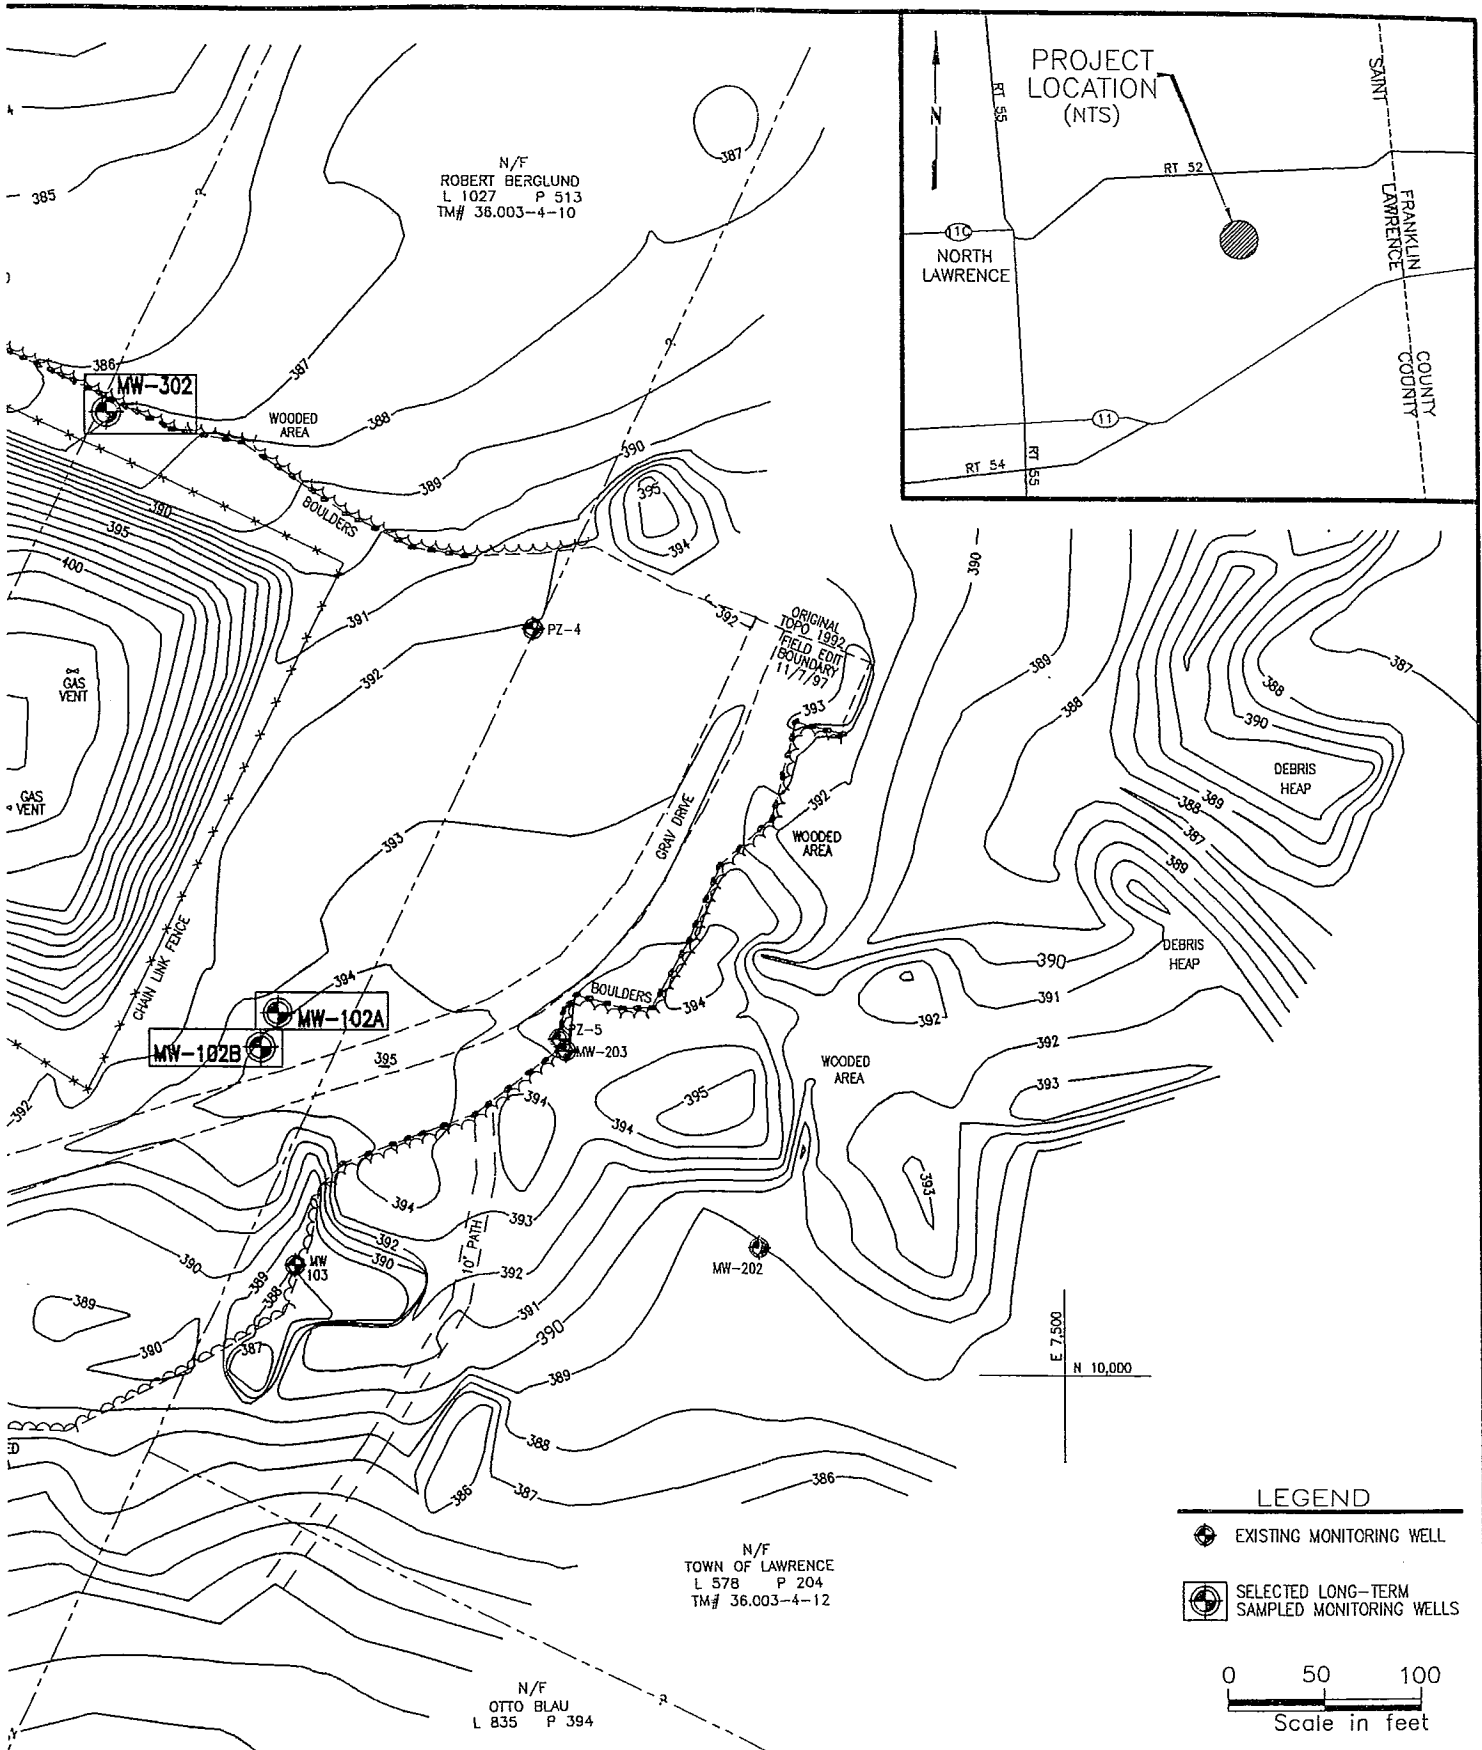 PROJECT
LOCATION
(NTS)
N
RT 55
RT 52
SAINT
LAWRENCE
FRANKLIN
COUNTY
COUNTY
NORTH
LAWRENCE
11
RT 54
RT 55
N/F
ROBERT BERGLUND
L 1027 P 513
TM# 36.003-4-10
385
387
386
MW-302
387
WOODED
AREA
388
390
389
395
394
BOULDERS
390
395
400
391
392
PZ-4
392
ORIGINAL
TOPO 1992
FIELD EDIT
BOUNDARY
11/7/97
390
389
388
387
388
390
GAS
VENT
GAS
VENT
393
DEBRIS
HEAP
389
388
387
389
393
GRAV DRIVE
392
WOODED
AREA
CHAIN LINK FENCE
DEBRIS
HEAP
390
391
392
394
MW-102A
MW-102B
BOULDERS
394
PZ-5
MW-203
395
392
WOODED
AREA
392
393
394
395
394
394
393
393
392
390
10' PATH
390
389
388
MW
103
MW-202
392
391
390
389
389
390
387
E 7,500
N 10,000
388
387
386
386
ED
N/F
TOWN OF LAWRENCE
L 578 P 204
TM# 36.003-4-12
N/F
OTTO BLAU
L 835 P 394
LEGEND
EXISTING MONITORING WELL
SELECTED LONG-TERM
SAMPLED MONITORING WELLS
0 50 100
Scale in feet